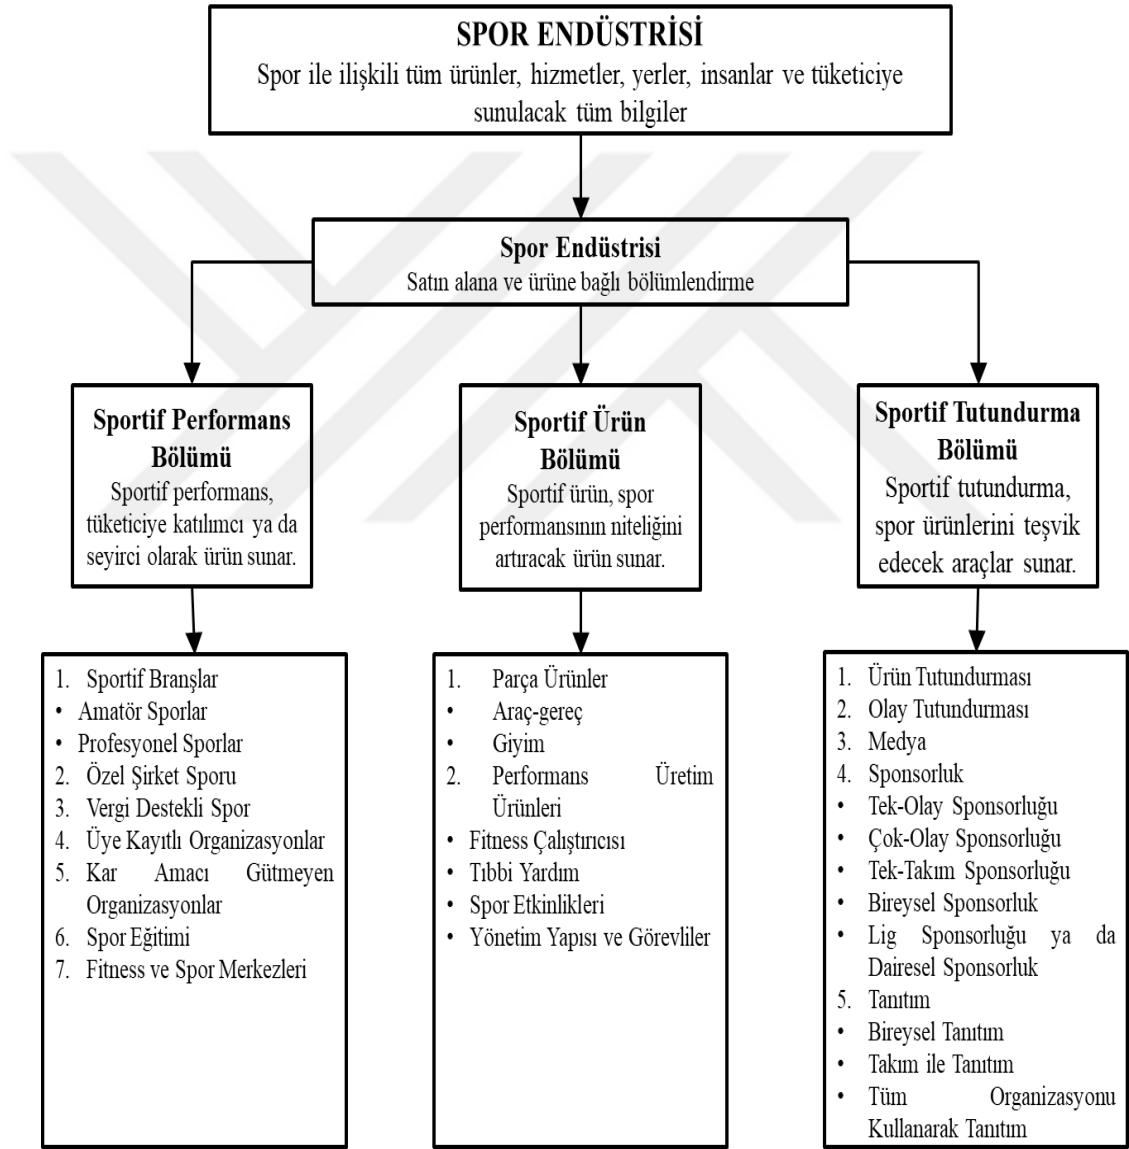 SPOR ENDÜSTRİSİ
Spor ile ilişkili tüm ürünler, hizmetler, yerler, insanlar ve tüketiciye
sunulacak tüm bilgiler
Spor Endüstrisi
Satın alana ve ürüne bağlı bölümlendirme
Sportif Performans
Bölümü
Sportif performans,
tüketiciye katılımcı ya da
seyirci olarak ürün sunar.
Sportif Ürün
Bölümü
Sportif ürün, spor
performansının niteliğini
artıracak ürün sunar.
Sportif Tutundurma
Bölümü
Sportif tutundurma,
spor ürünlerini teşvik
edecek araçlar sunar.
1. Sportif Branşlar
• Amatör Sporlar
• Profesyonel Sporlar
2. Özel Şirket Sporu
3. Vergi Destekli Spor
4. Üye Kayıtlı Organizasyonlar
5. Kar Amacı Gütmeyen
Organizasyonlar
6. Spor Eğitimi
7. Fitness ve Spor Merkezleri
1. Parça Ürünler
• Araç-gereç
• Giyim
2. Performans Üretim
Ürünleri
• Fitness Çalıştırıcısı
• Tıbbi Yardım
• Spor Etkinlikleri
• Yönetim Yapısı ve Görevliler
1. Ürün Tutundurması
2. Olay Tutundurması
3. Medya
4. Sponsorluk
• Tek-Olay Sponsorluğu
• Çok-Olay Sponsorluğu
• Tek-Takım Sponsorluğu
• Bireysel Sponsorluk
• Lig Sponsorluğu ya da
Dairesel Sponsorluk
5. Tanıtım
• Bireysel Tanıtım
• Takım ile Tanıtım
• Tüm Organizasyonu
Kullanarak Tanıtım